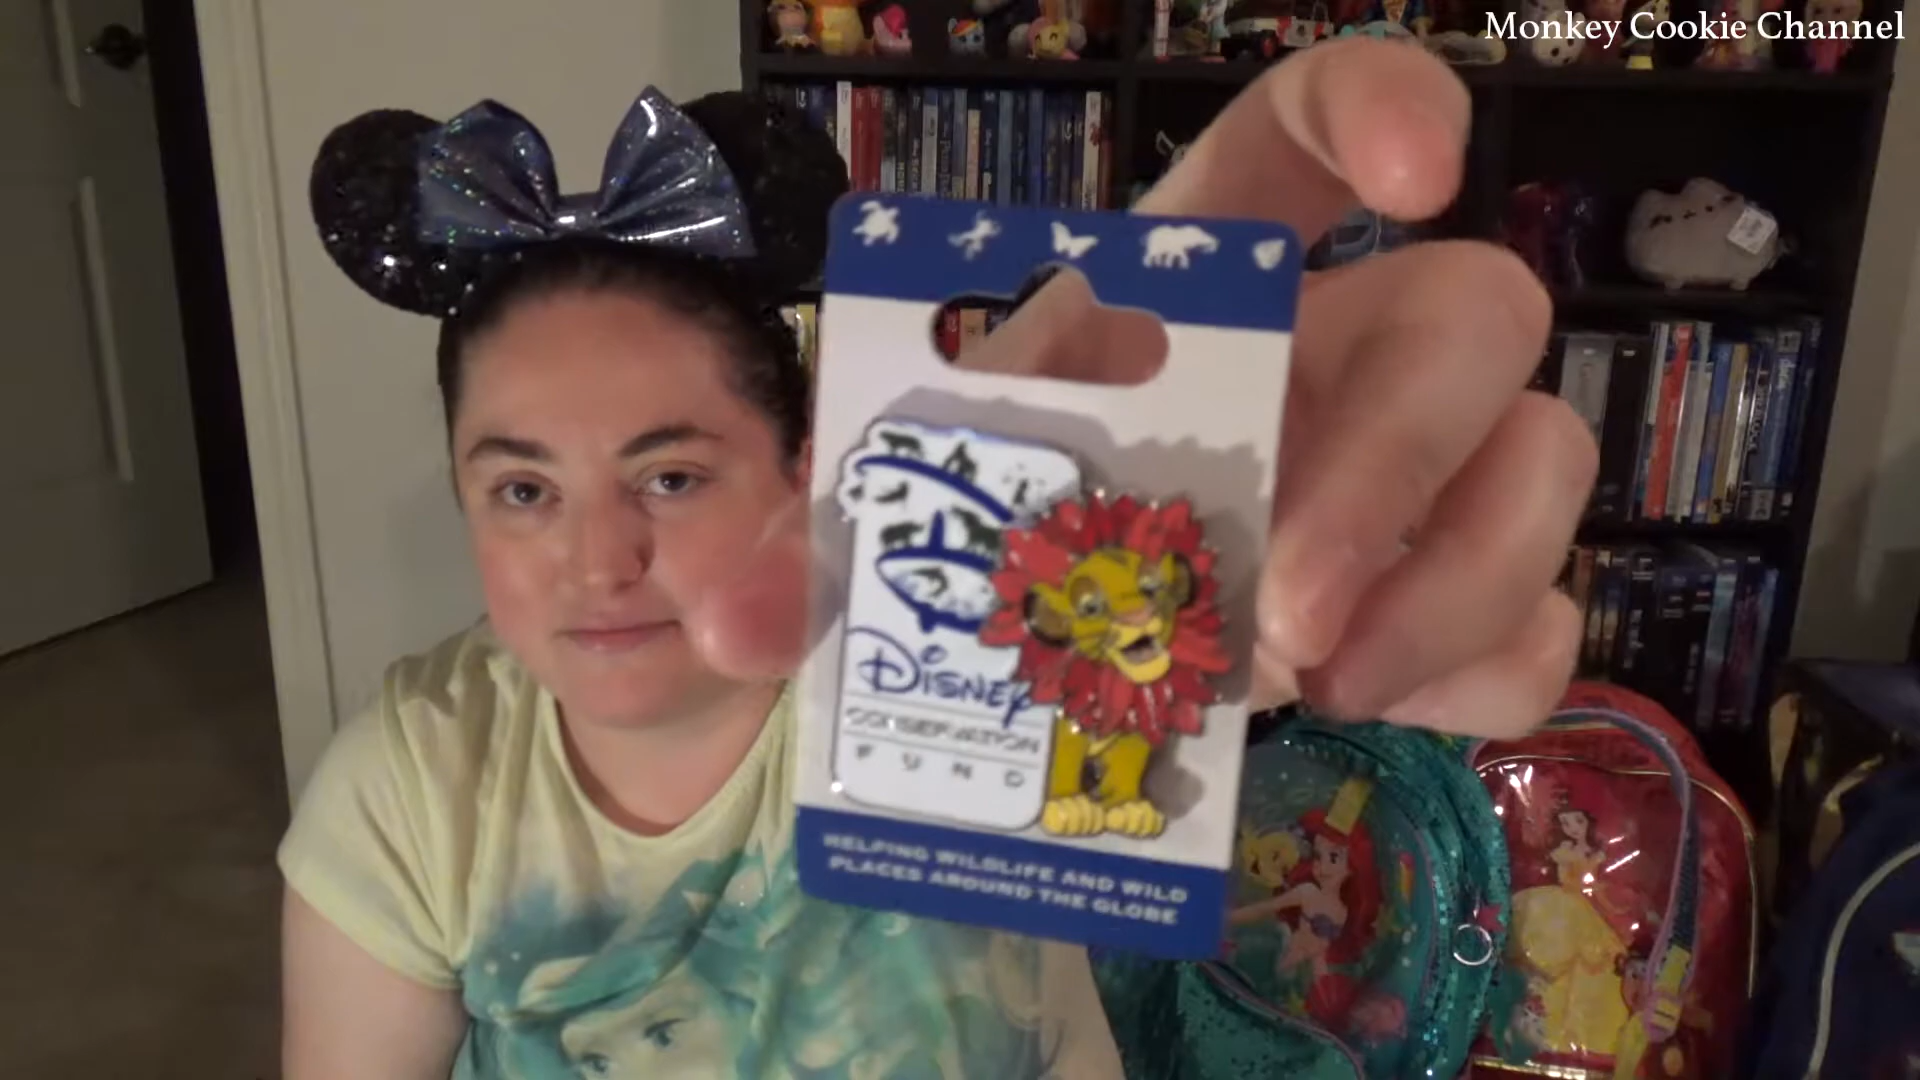 Monkey Cookie Channel
Disney
CONSERVATION
FUND
HELPING WILDLIFE AND WILD
PLACES AROUND THE GLOBE